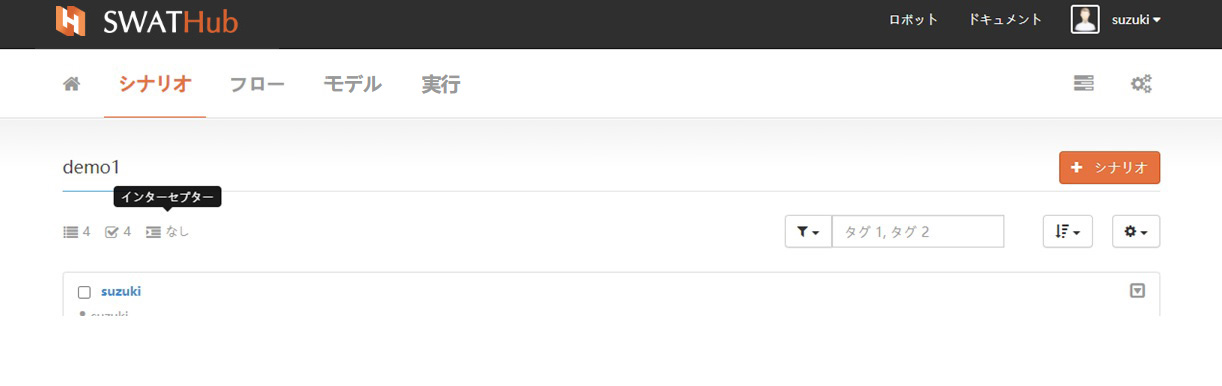 SWATHub ロボット ドキュメント suzuki
シナリオ フロー モデル 実行
demo1 シナリオ
インターセプター
4 4 なし タグ 1, タグ 2
suzuki
suzuki